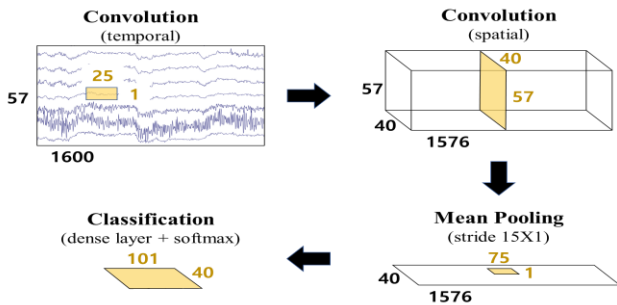 Convolution
(temporal)
25
1
57
1600
Convolution
(spatial)
40
57
57
40
1576
Mean Pooling
(stride 15X1)
75
1
40
1576
Classification
(dense layer + softmax)
101
40